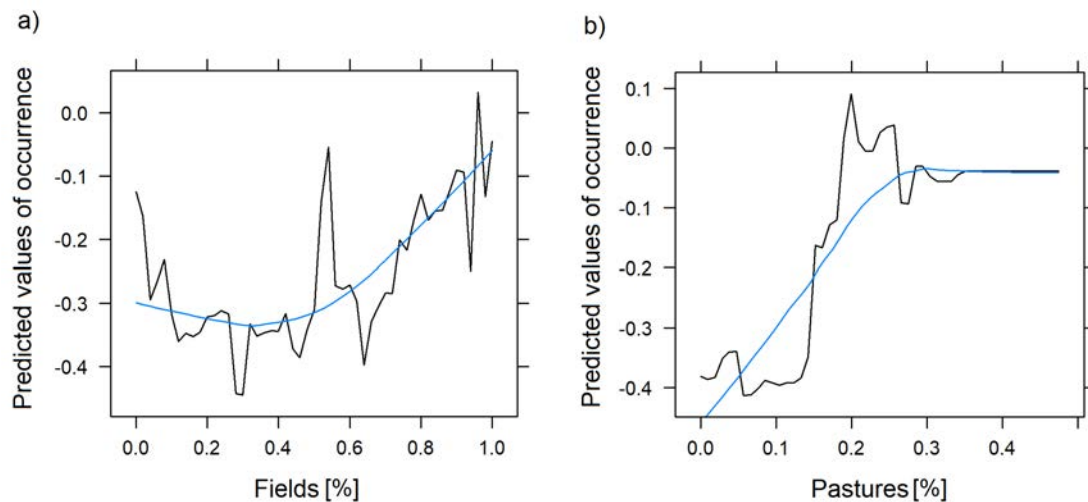 a)
Predicted values of occurrence
0.0
-0.1
-0.2
-0.3
-0.4
0.0 0.2 0.4 0.6 0.8 1.0
Fields [%]
b)
Predicted values of occurrence
0.1
0.0
-0.1
-0.2
-0.3
-0.4
0.0 0.1 0.2 0.3 0.4
Pastures [%]